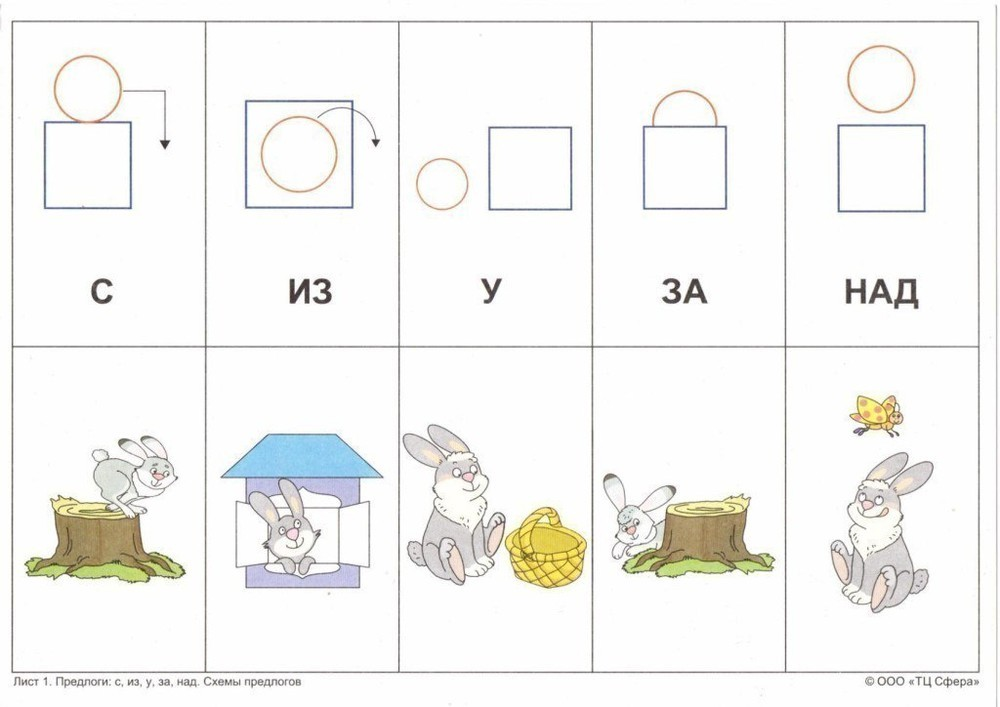 С ИЗ У ЗА НАД
Лист 1. Предлоги: с, из, у, за, над. Схемы предлогов
© ООО «ТЦ Сфера»